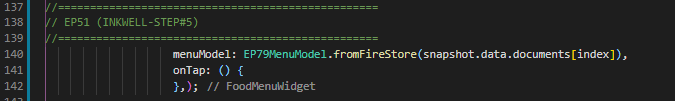 137 //==================================================
138 // EP51 (INKWELL-STEP#5)
139 //==================================================
140 menuModel: EP79MenuModel.fromFireStore(snapshot.data.documents[index]),
141 onTap: () {
142 },); // FoodMenuWidget